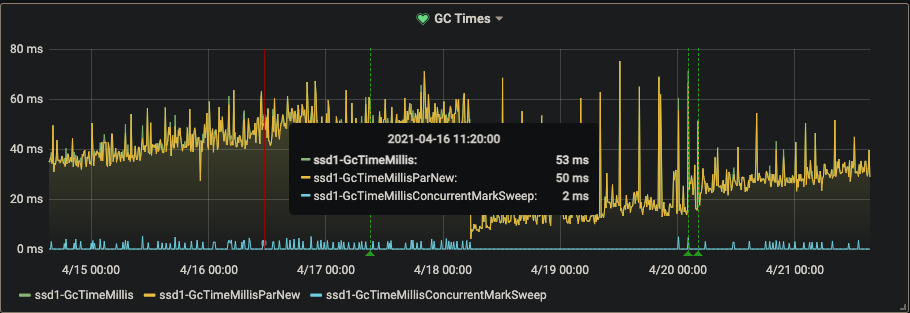 GC Times
80 ms
60 ms
40 ms
20 ms
0 ms
2021-04-16 11:20:00
ssd1-GcTimeMillis: 53 ms
ssd1-GcTimeMillisParNew: 50 ms
ssd1-GcTimeMillisConcurrentMarkSweep: 2 ms
4/15 00:00 4/16 00:00 4/17 00:00 4/18 00:00 4/19 00:00 4/20 00:00 4/21 00:00
ssd1-GcTimeMillis ssd1-GcTimeMillisParNew ssd1-GcTimeMillisConcurrentMarkSweep